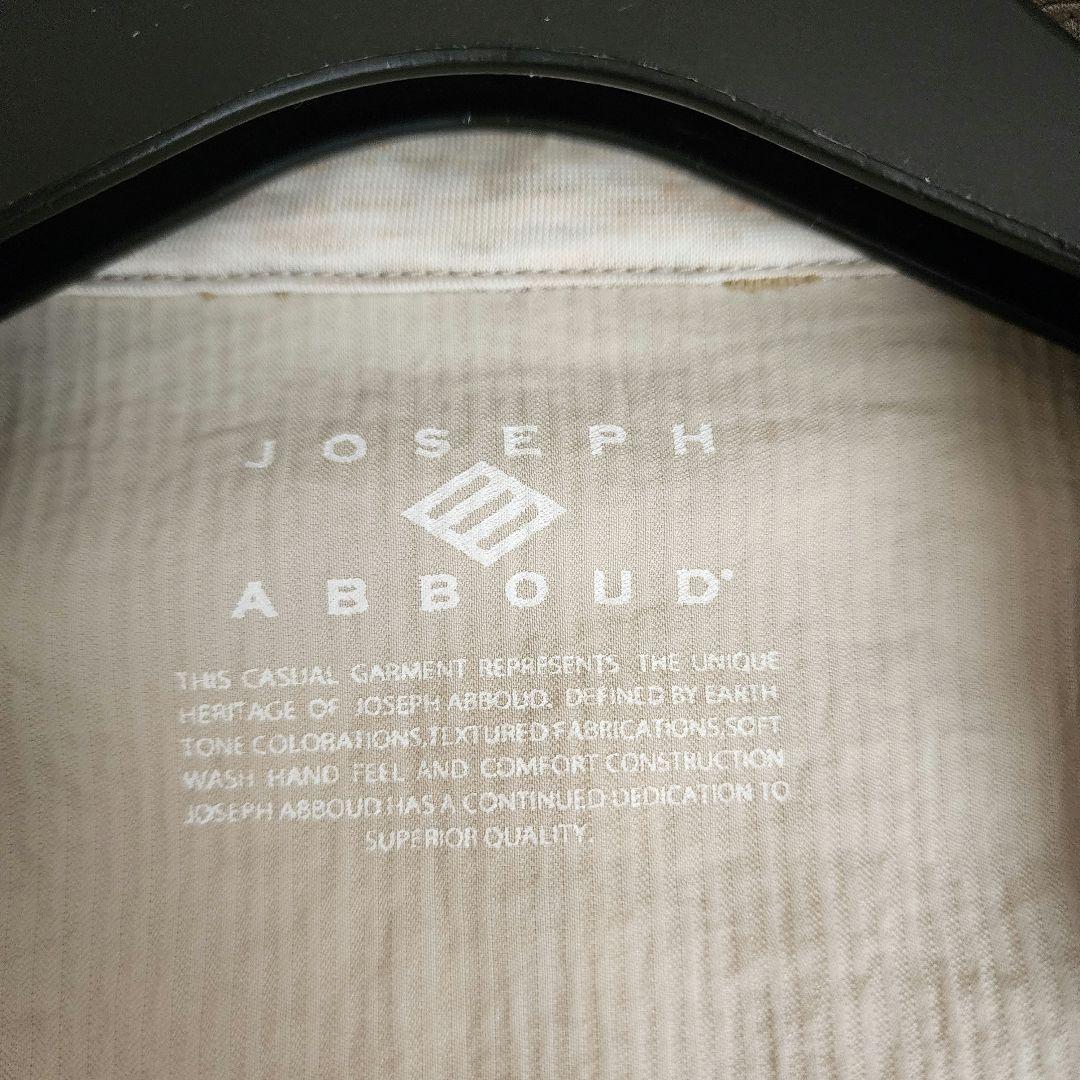 JOSEPH
ABBOUD®
THIS CASUAL GARMENT REPRESENTS THE UNIQUE
HERITAGE OF JOSEPH ABBOUD. DEFINED BY EARTH
TONE COLORATIONS,TEXTURED FABRICATIONS,SOFT
WASH HAND FEEL AND COMFORT CONSTRUCTION
JOSEPH ABBOUD.HAS A CONTINUED DEDICATION TO
SUPERIOR QUALITY.